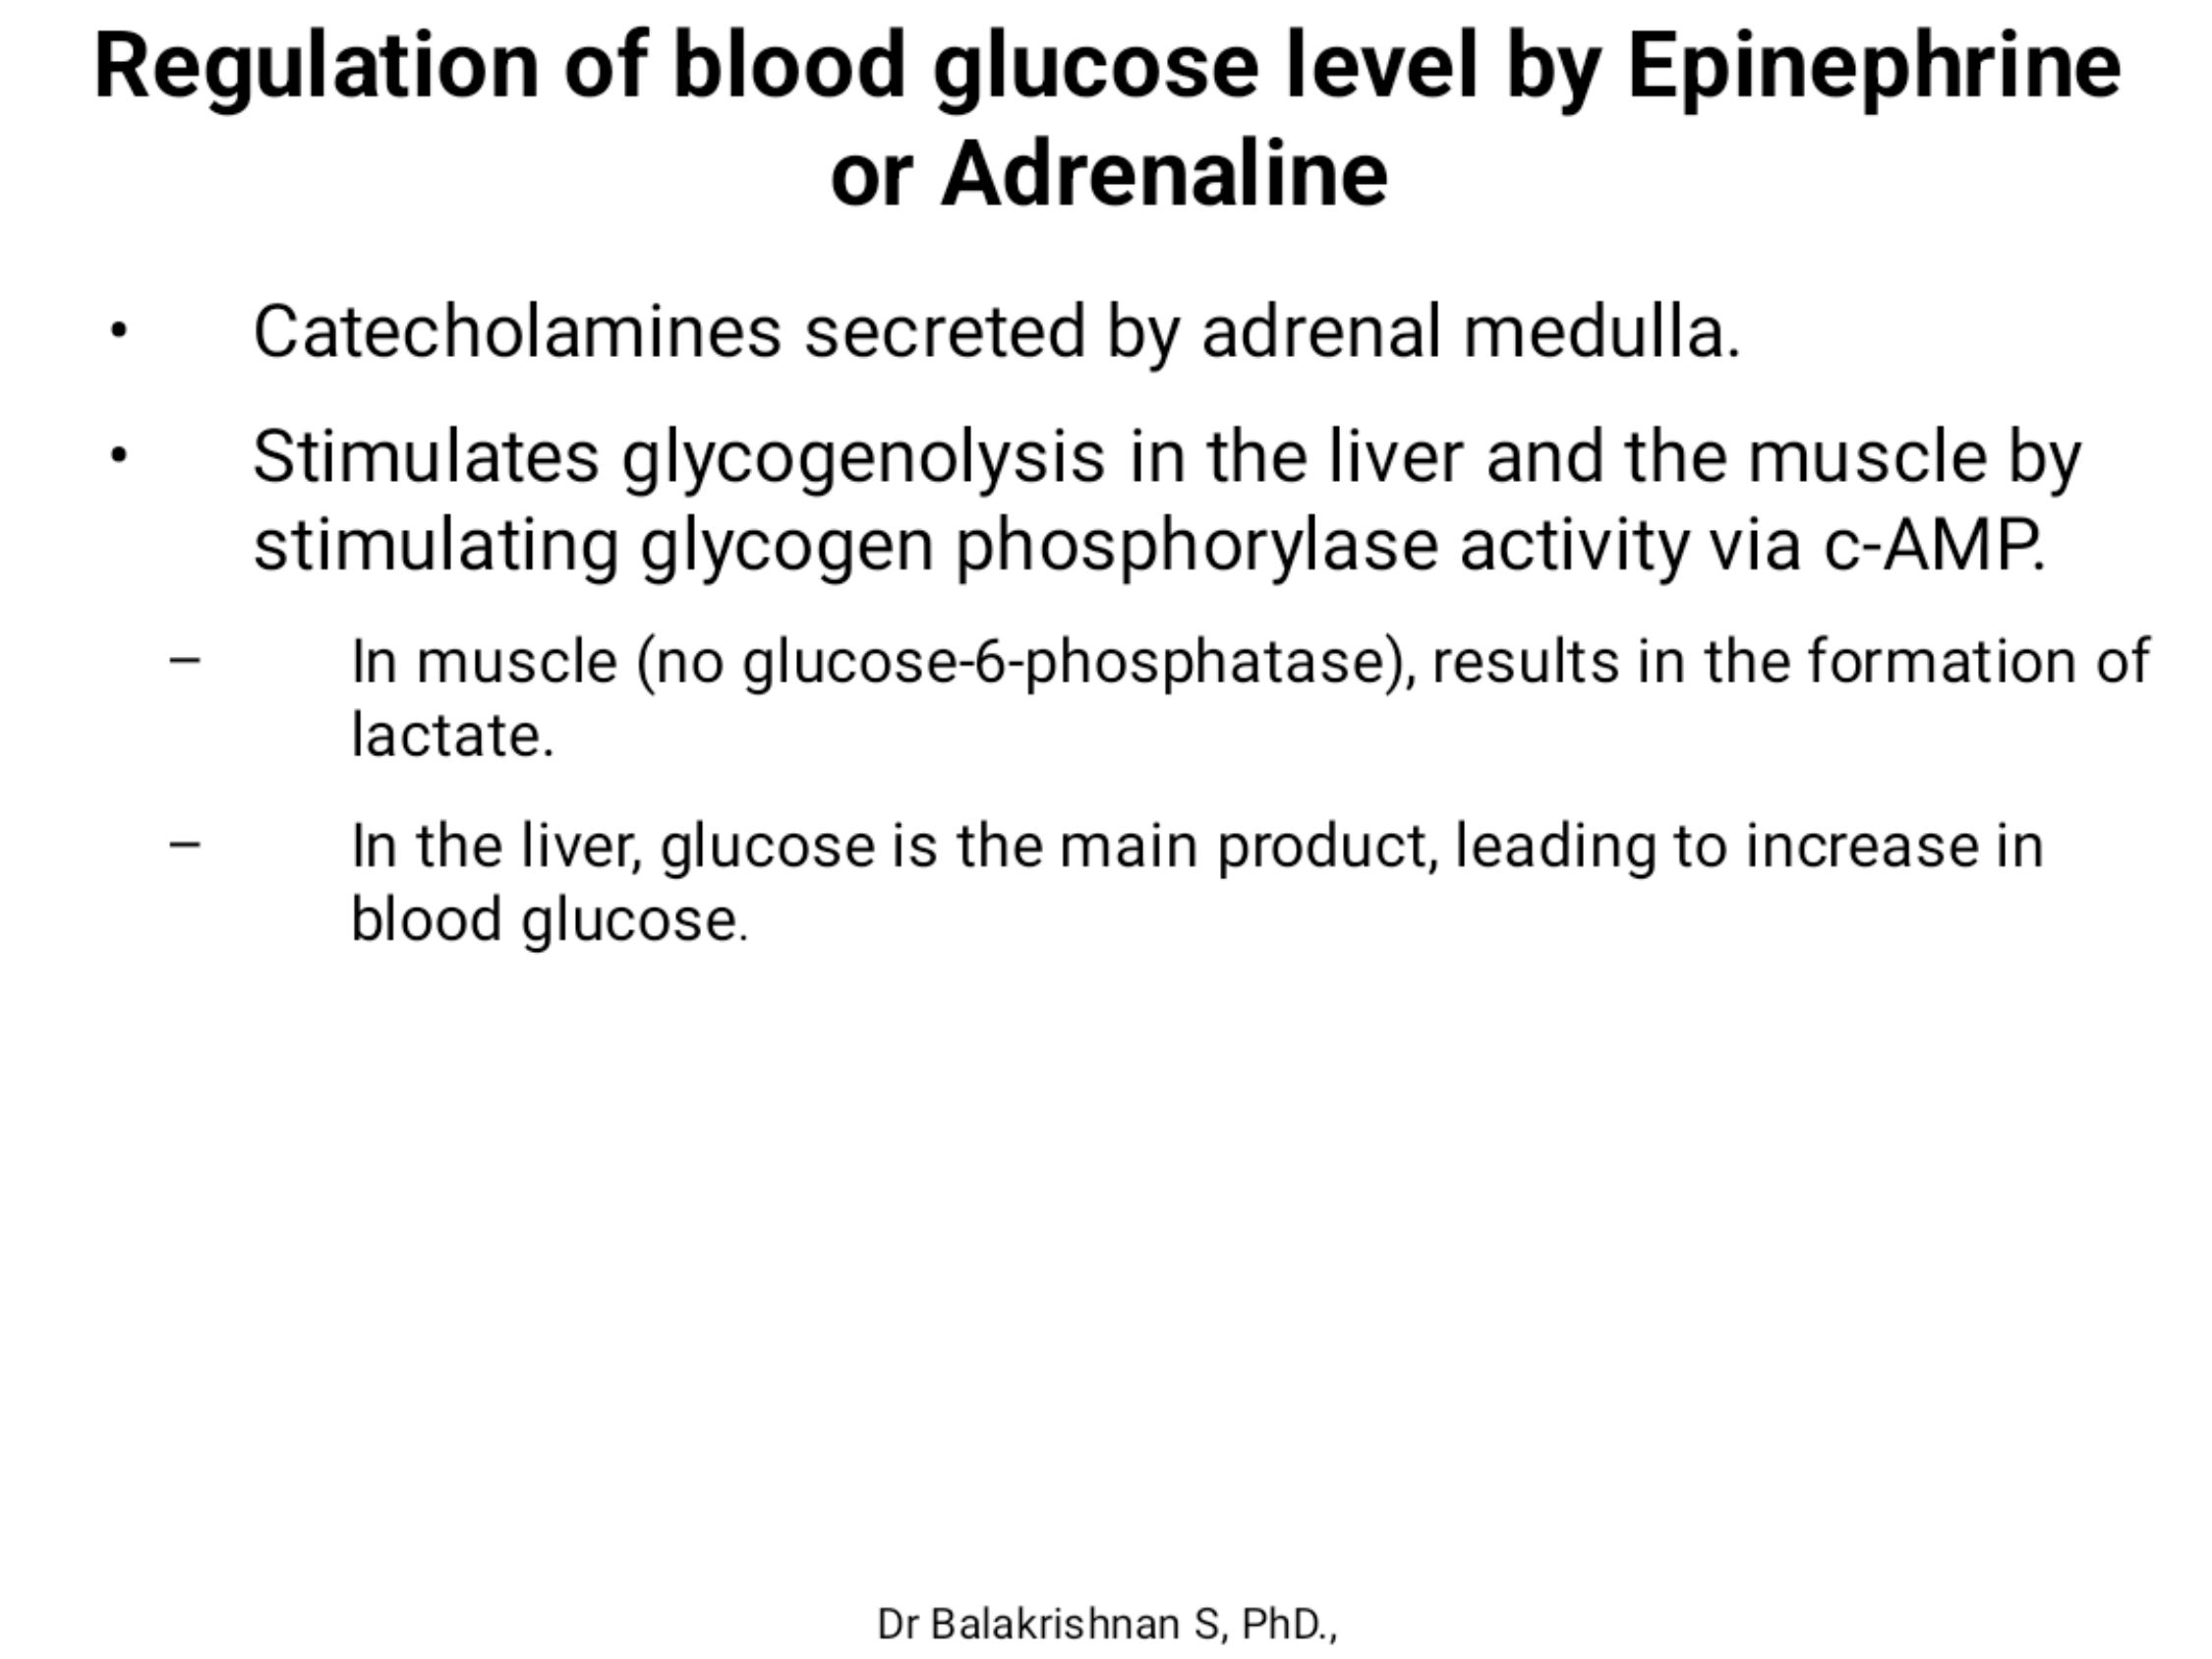 Regulation of blood glucose level by Epinephrine
or Adrenaline
• Catecholamines secreted by adrenal medulla.
• Stimulates glycogenolysis in the liver and the muscle by
stimulating glycogen phosphorylase activity via c-AMP.
– In muscle (no glucose-6-phosphatase), results in the formation of
lactate.
– In the liver, glucose is the main product, leading to increase in
blood glucose.
Dr Balakrishnan S, PhD.,